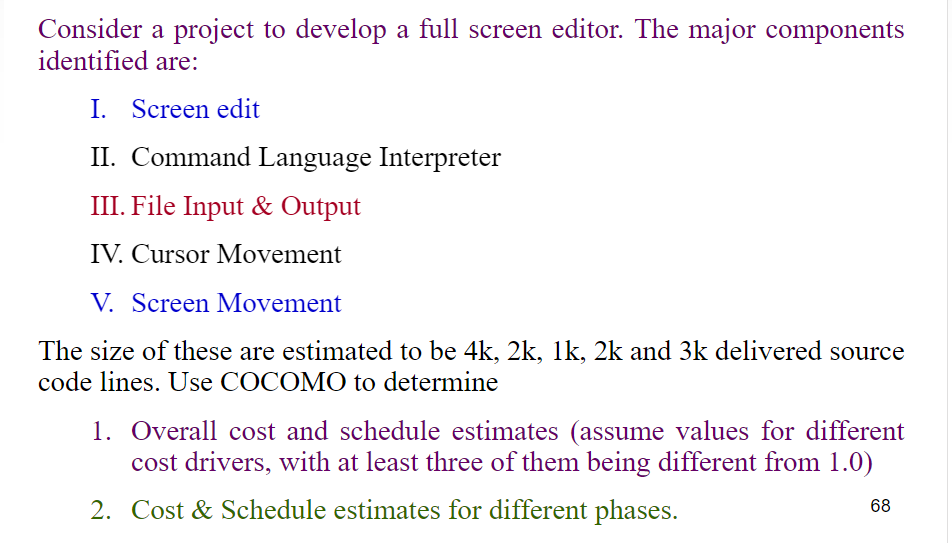 Consider a project to develop a full screen editor. The major components
identified are:
I. Screen edit
II. Command Language Interpreter
III. File Input & Output
IV. Cursor Movement
V. Screen Movement
The size of these are estimated to be 4k, 2k, 1k, 2k and 3k delivered source
code lines. Use COCOMO to determine
1. Overall cost and schedule estimates (assume values for different
cost drivers, with at least three of them being different from 1.0)
2. Cost & Schedule estimates for different phases.
68